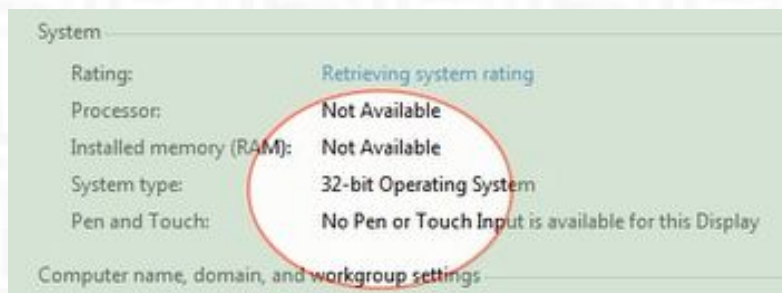 System
Rating: Retrieving system rating
Processor: Not Available
Installed memory (RAM): Not Available
System type: 32-bit Operating System
Pen and Touch: No Pen or Touch Input is available for this Display
Computer name, domain, and workgroup settings